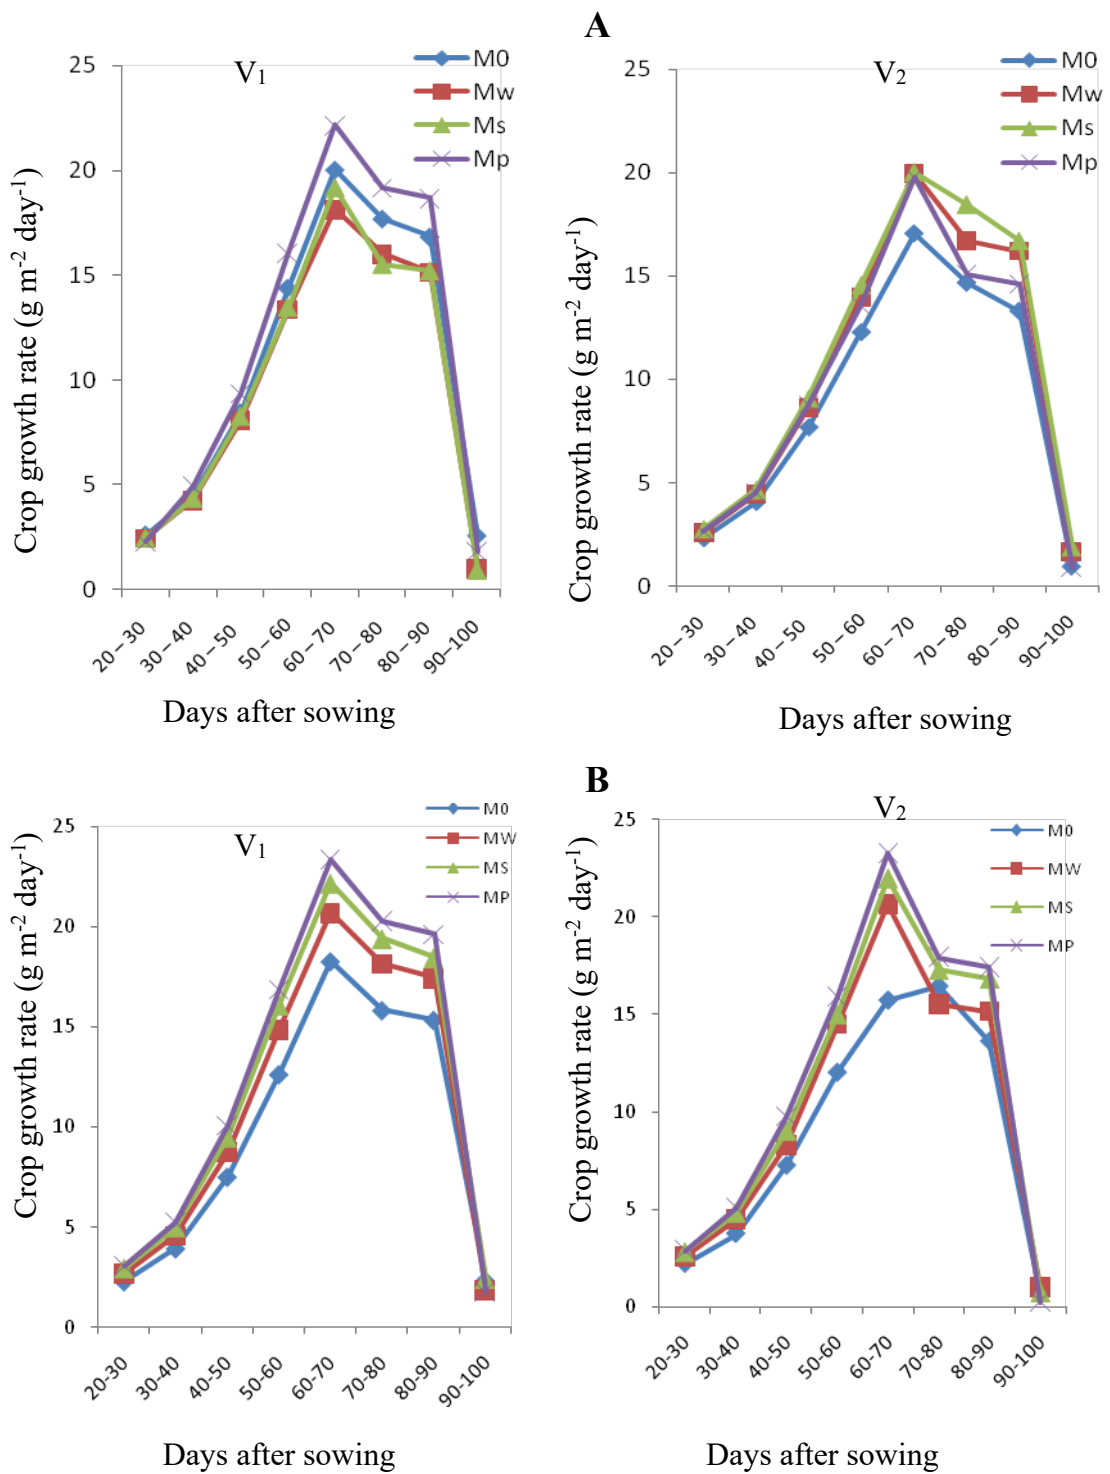 A
V1
M0
Mw
Ms
Mp
25
20
15
10
5
0
Crop growth rate (g m-2 day-1)
20–30
30–40
40–50
50–60
60–70
70–80
80–90
90–100
Days after sowing
V2
M0
Mw
Ms
Mp
25
20
15
10
5
0
Crop growth rate (g m-2 day-1)
20–30
30–40
40–50
50–60
60–70
70–80
80–90
90–100
Days after sowing
B
V1
M0
MW
MS
MP
25
20
15
10
5
0
Crop growth rate (g m-2 day-1)
20-30
30-40
40-50
50-60
60-70
70-80
80-90
90-100
Days after sowing
V2
M0
MW
MS
MP
25
20
15
10
5
0
Crop growth rate (g m-2 day-1)
20-30
30-40
40-50
50-60
60-70
70-80
80-90
90-100
Days after sowing